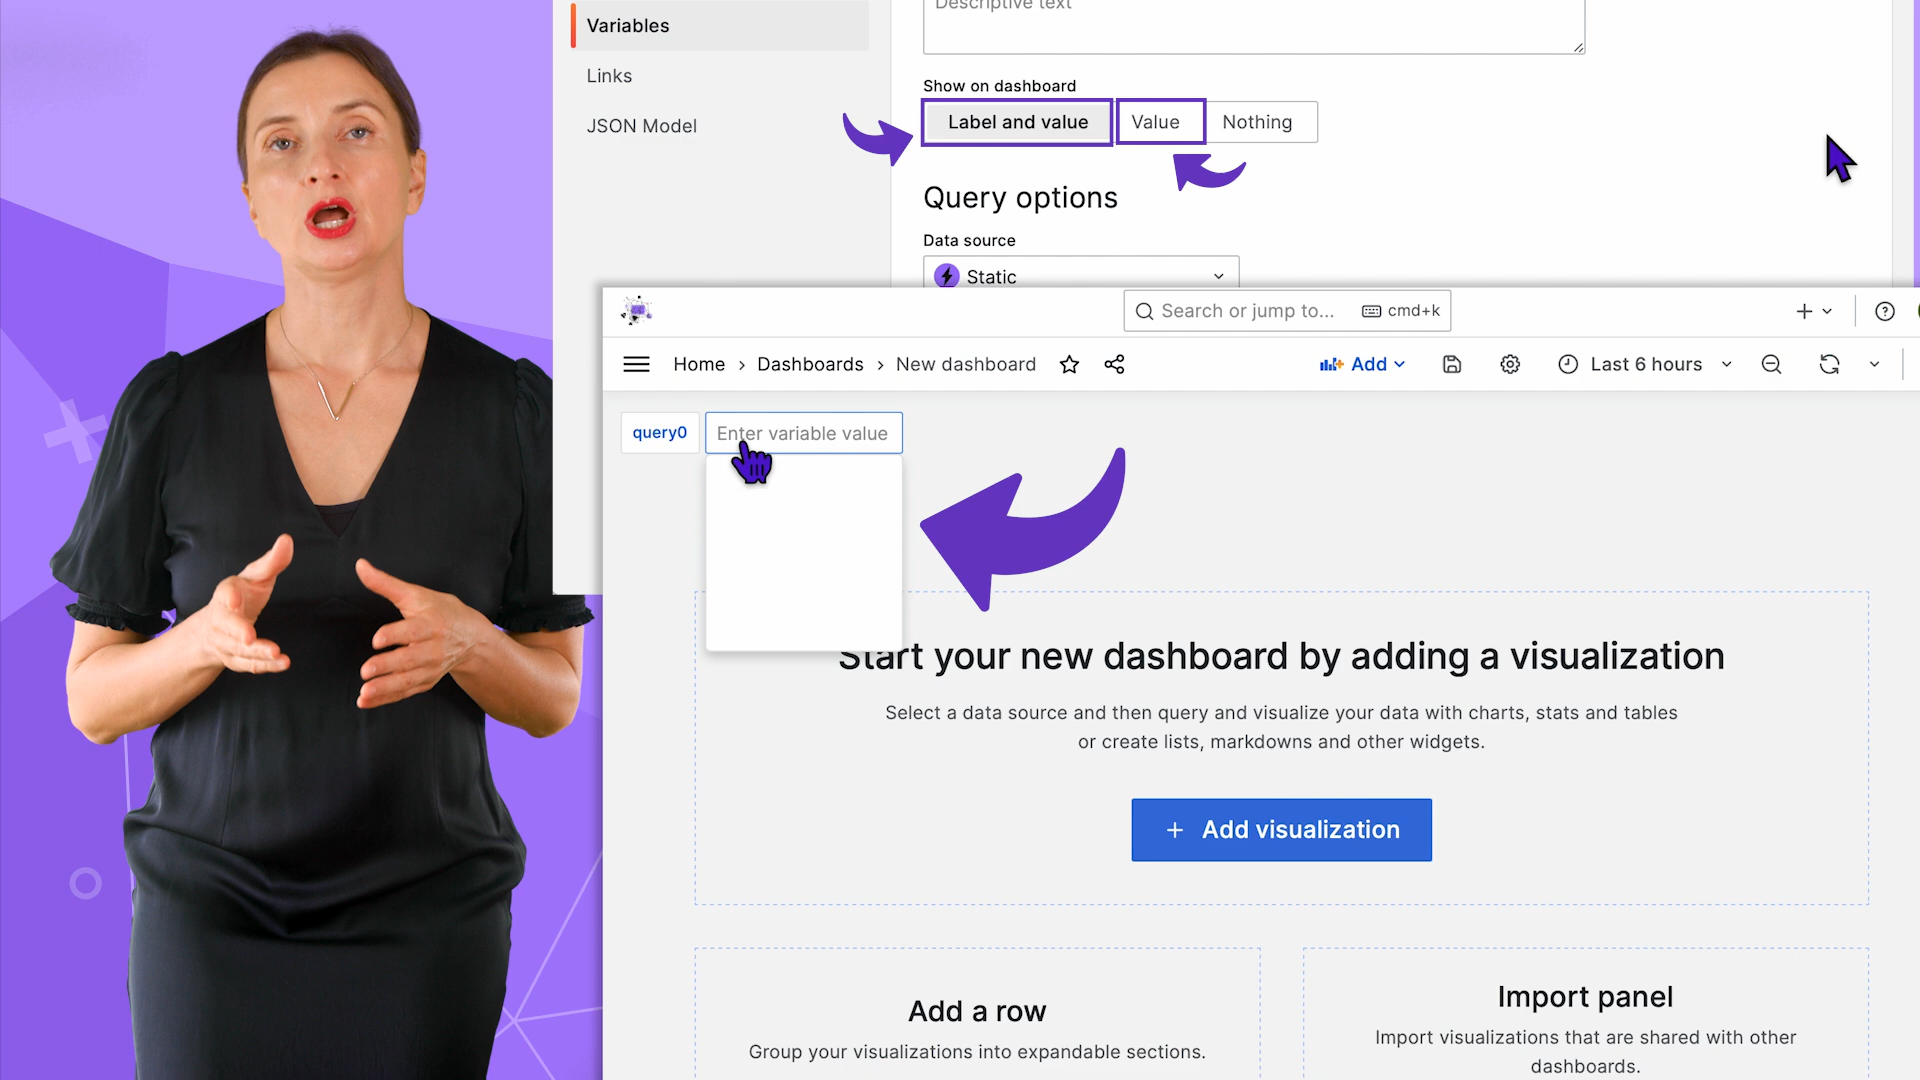 Variables
Links
JSON Model
Descriptive text
Show on dashboard
Label and value
Value
Nothing
Query options
Data source
Static
Search or jump to...
cmd+k
Home
Dashboards
New dashboard
Add
Last 6 hours
query0
Enter variable value
Start your new dashboard by adding a visualization
Select a data source and then query and visualize your data with charts, stats and tables
or create lists, markdowns and other widgets.
+ Add visualization
Add a row
Group your visualizations into expandable sections.
Import panel
Import visualizations that are shared with other
dashboards.